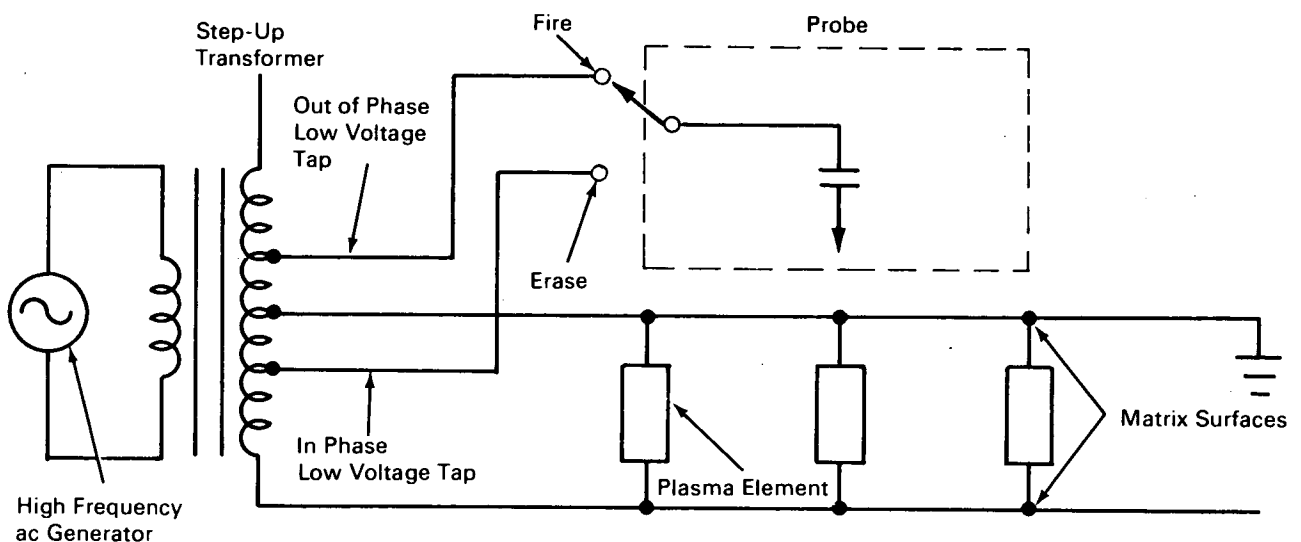 Step-Up
Transformer
Fire
Probe
Out of Phase
Low Voltage
Tap
Erase
In Phase
Low Voltage Tap
Plasma Element
Matrix Surfaces
High Frequency
ac Generator